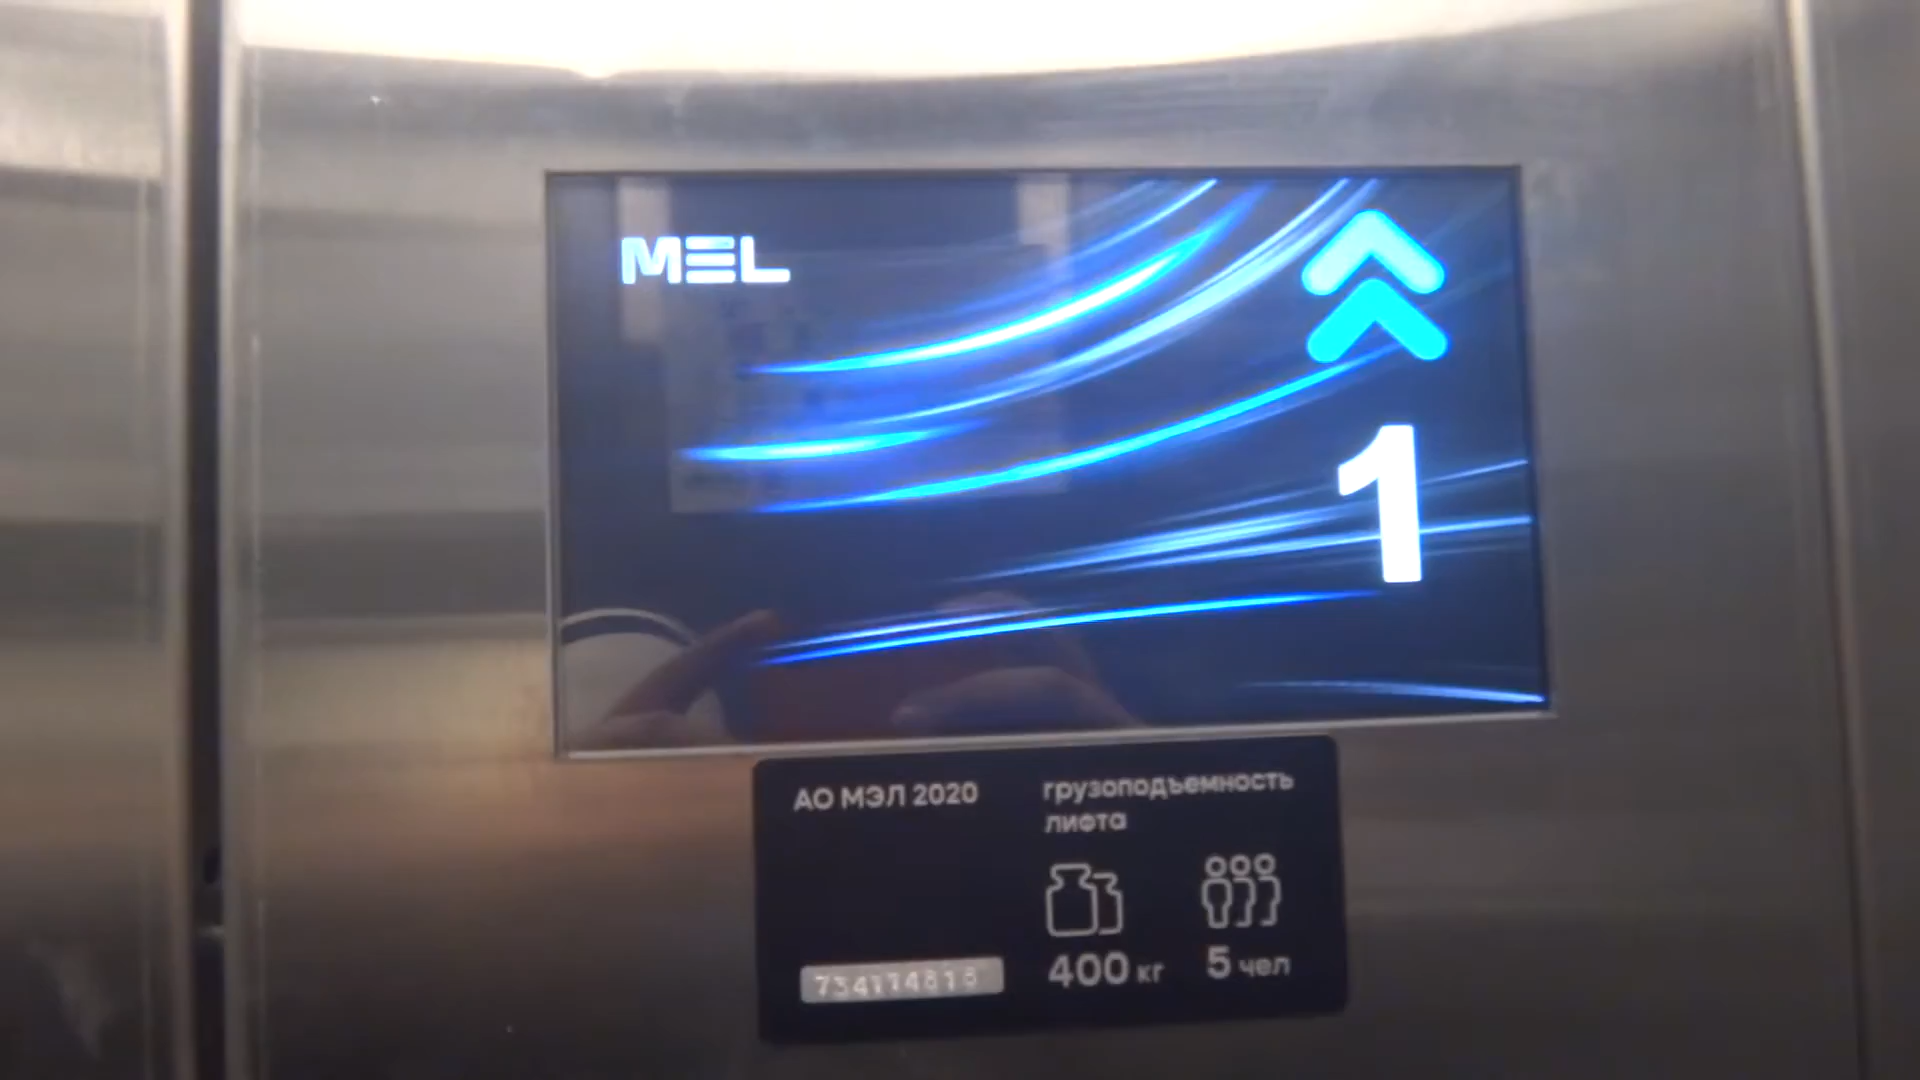 MEL
1
АО МЭЛ 2020
грузоподъемность
лифта
400 кг
5 чел